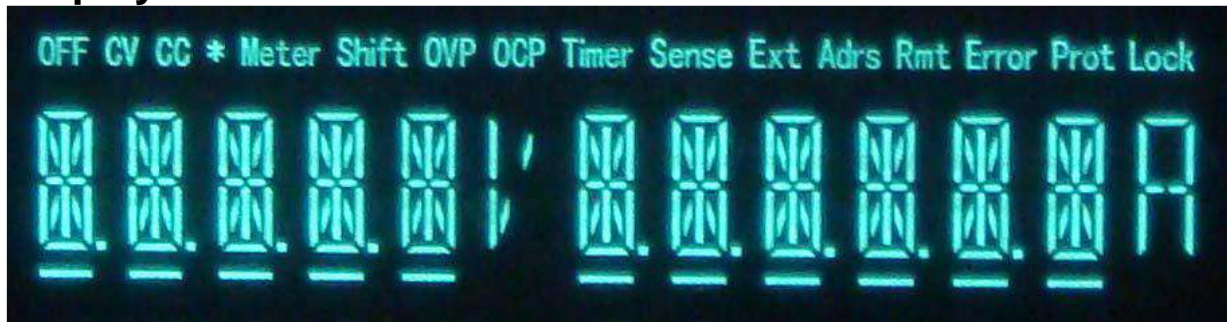 OFF CV CC * Meter Shift OVP OCP Timer Sense Ext Adrs Rmt Error Prot Lock
V A